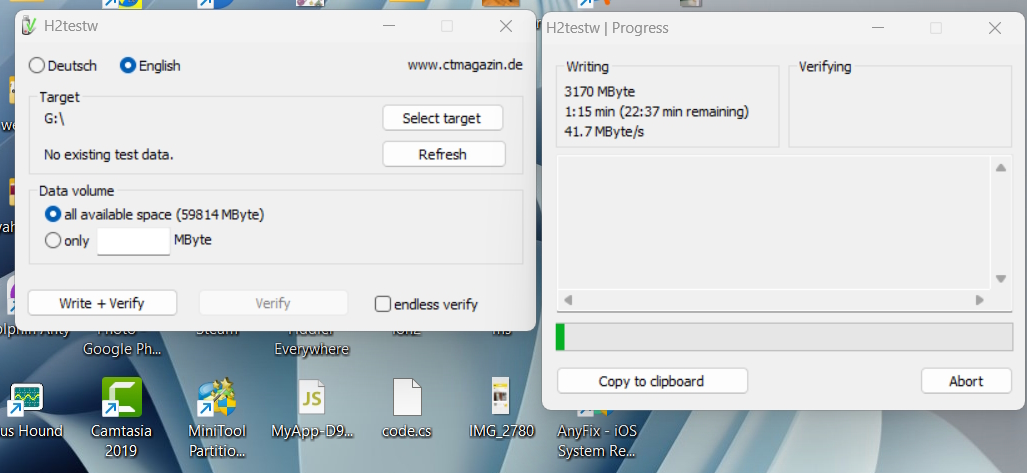 H2testw
Deutsch
English
www.ctmagazin.de
Target
G:\
Select target
No existing test data.
Refresh
Data volume
all available space (59814 MByte)
only
MByte
Write + Verify
Verify
endless verify
H2testw | Progress
Writing
3170 MByte
1:15 min (22:37 min remaining)
41.7 MByte/s
Verifying
Copy to clipboard
Abort
Google Ph...
Everywhere
us Hound
Camtasia
2019
MiniTool
Partitio...
JS
MyApp-D9...
code.cs
IMG_2780
AnyFix - iOS
System Re...